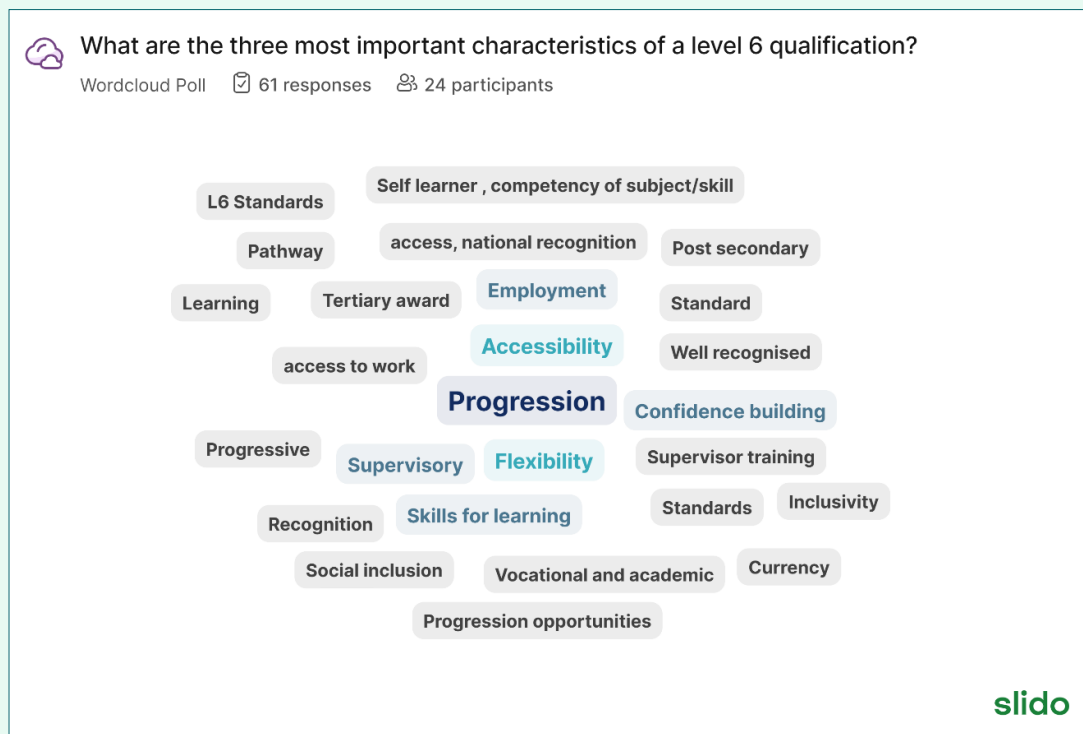 What are the three most important characteristics of a level 6 qualification?
Wordcloud Poll 61 responses 24 participants
Self learner , competency of subject/skill
L6 Standards
access, national recognition
Post secondary
Pathway
Employment
Tertiary award
Learning
Standard
Accessibility
Well recognised
access to work
Progression
Confidence building
Progressive
Supervisor training
Flexibility
Supervisory
Inclusivity
Standards
Skills for learning
Recognition
Currency
Social inclusion
Vocational and academic
Progression opportunities
slido